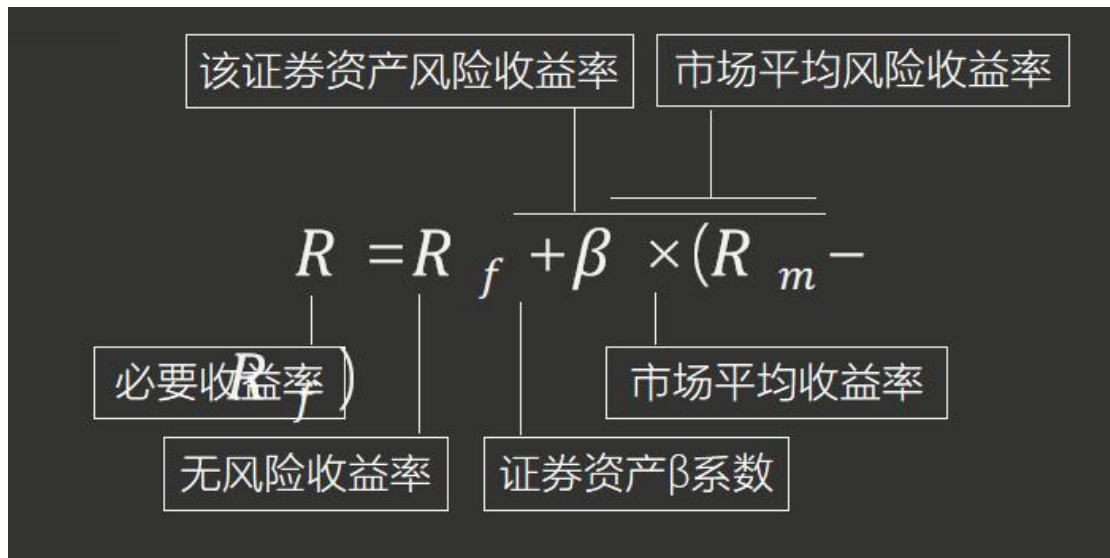 该证券资产风险收益率 市场平均风险收益率
R = R f + β × (R m −
必要收益率 R f ) 市场平均收益率
无风险收益率 证券资产β系数